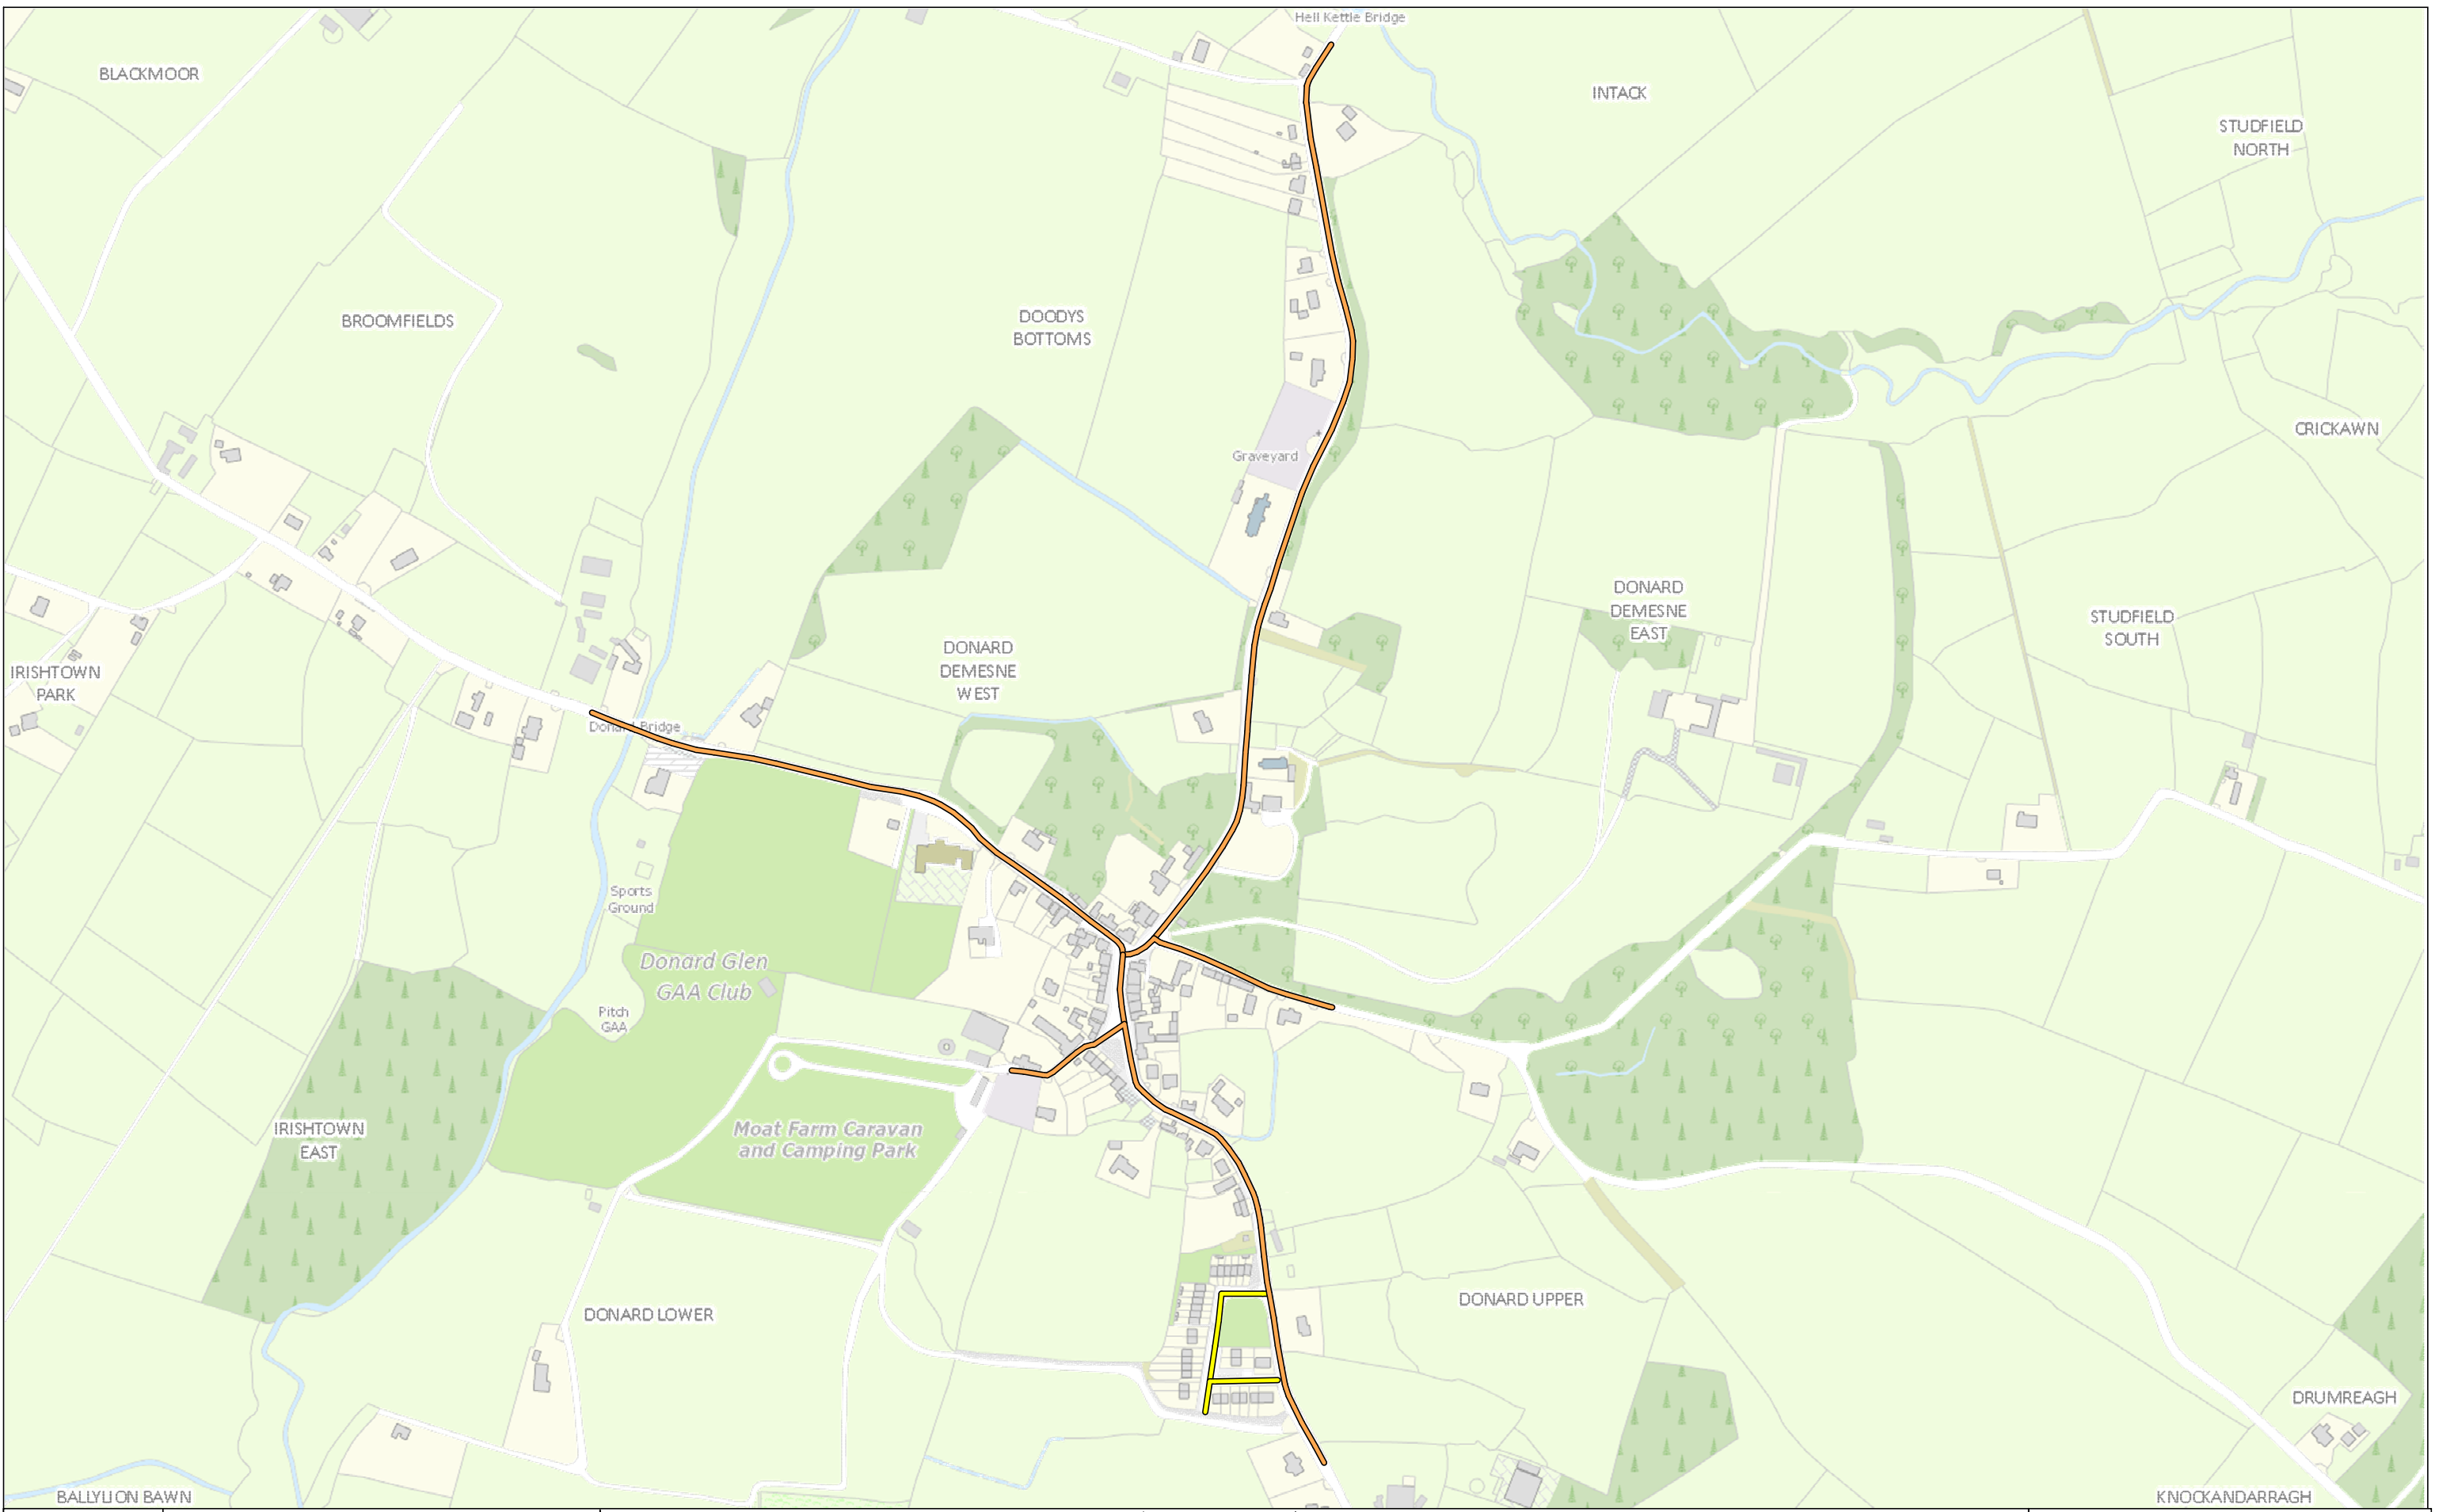 Hell Kettle Bridge
BLACKMOOR
INTACK
STUDFIELD
NORTH
BROOMFIELDS
DOODYS
BOTTOMS
CRICKAWN
Graveyard
DONARD
DEMESNE
EAST
STUDFIELD
SOUTH
DONARD
DEMESNE
WEST
IRISHTOWN
PARK
Donard Bridge
Sports
Ground
Donard Glen
GAA Club
Pitch
GAA
IRISHTOWN
EAST
Moat Farm Caravan
and Camping Park
DONARD LOWER
DONARD UPPER
DRUMREAGH
BALLYLION BAWN
KNOCKANDARRAGH